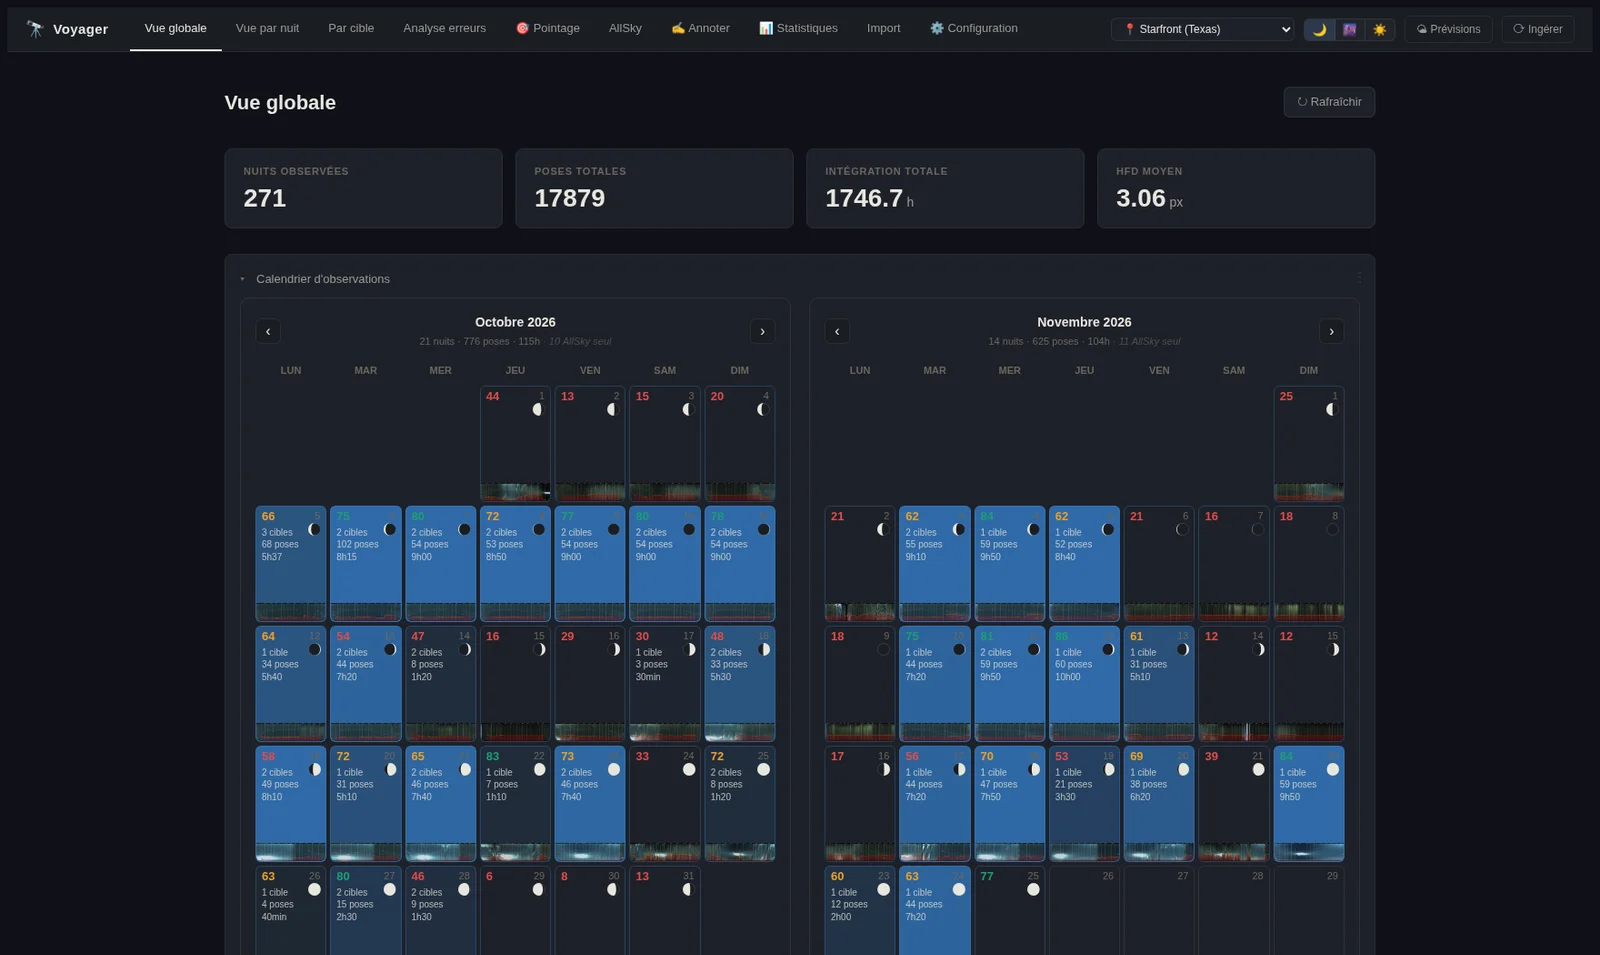 Voyager
Vue globale
Vue par nuit
Par cible
Analyse erreurs
🎯 Pointage
AllSky
✍️ Annoter
📊 Statistiques
Import
⚙️ Configuration
📍 Starfront (Texas)
Prévisions
Ingérer
Vue globale
Rafraîchir
NUITS OBSERVÉES
271
POSES TOTALES
17879
INTÉGRATION TOTALE
1746.7 h
HFD MOYEN
3.06 px
Calendrier d'observations
Octobre 2026
21 nuits · 776 poses · 115h · 10 AllSky seul
LUN MAR MER JEU VEN SAM DIM
44 1
13 2
15 3
20 4
66 5
3 cibles
68 poses
5h37
75
2 cibles
102 poses
8h15
80
2 cibles
54 poses
9h00
72
2 cibles
53 poses
8h50
77
2 cibles
54 poses
9h00
80
2 cibles
54 poses
9h00
78
2 cibles
54 poses
9h00
64 12
1 cible
34 poses
5h40
54
2 cibles
44 poses
7h20
47 14
2 cibles
8 poses
1h20
16 15
29 16
30 17
1 cible
3 poses
30min
48 18
2 cibles
33 poses
5h30
58
2 cibles
49 poses
8h10
72 20
1 cible
31 poses
5h10
65
2 cibles
46 poses
7h40
83 22
1 cible
7 poses
1h10
73
2 cibles
46 poses
7h40
33 24
72 25
2 cibles
8 poses
1h20
63 26
1 cible
4 poses
40min
80 27
2 cibles
15 poses
2h30
46 28
2 cibles
9 poses
1h30
6 29
8 30
13 31
Novembre 2026
14 nuits · 625 poses · 104h · 11 AllSky seul
LUN MAR MER JEU VEN SAM DIM
25 1
21 2
62
2 cibles
55 poses
9h10
84
1 cible
59 poses
9h50
62
1 cible
52 poses
8h40
21 6
16 7
18 8
18 9
75
1 cible
44 poses
7h20
81
2 cibles
59 poses
9h50
86
1 cible
60 poses
10h00
61 13
1 cible
31 poses
5h10
12 14
12 15
17 16
56
1 cible
44 poses
7h20
70
1 cible
47 poses
7h50
53 19
1 cible
21 poses
3h30
69 20
1 cible
38 poses
6h20
39 21
84
1 cible
59 poses
9h50
60 23
1 cible
12 poses
2h00
63
1 cible
44 poses
7h20
77 25
26
27
28
29